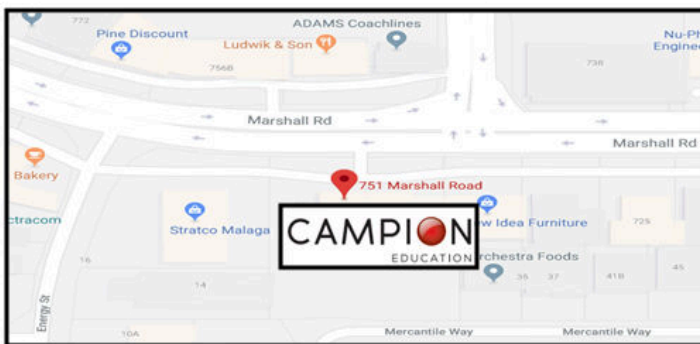 772
ADAMS Coachlines
Pine Discount
Nu-Ph
Ludwik & Son
Engine
756B
738
Marshall Rd
Marshall Rd
Bakery
751 Marshall Road
ctracom
ew Idea Furniture
725
Stratco Malaga
CAMPION
EDUCATION
rchestra Foods
16
14
35
37
41B
45
Energy St
10A
Mercantile Way
Mercantile Way